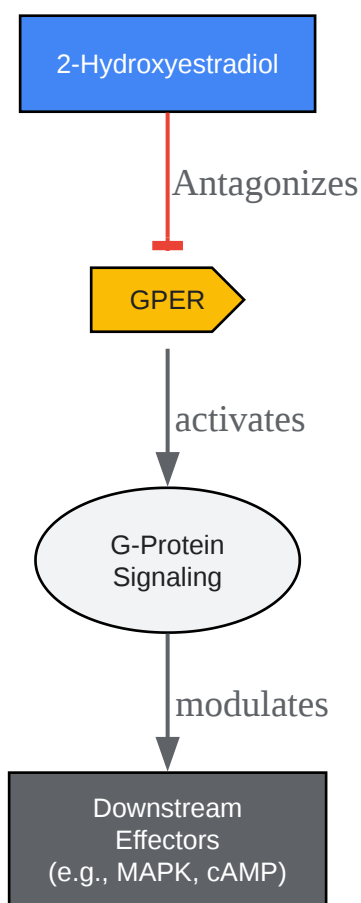 2-Hydroxyestradiol
Antagonizes
GPER
activates
G-Protein
Signaling
modulates
Downstream
Effectors
(e.g., MAPK, cAMP)